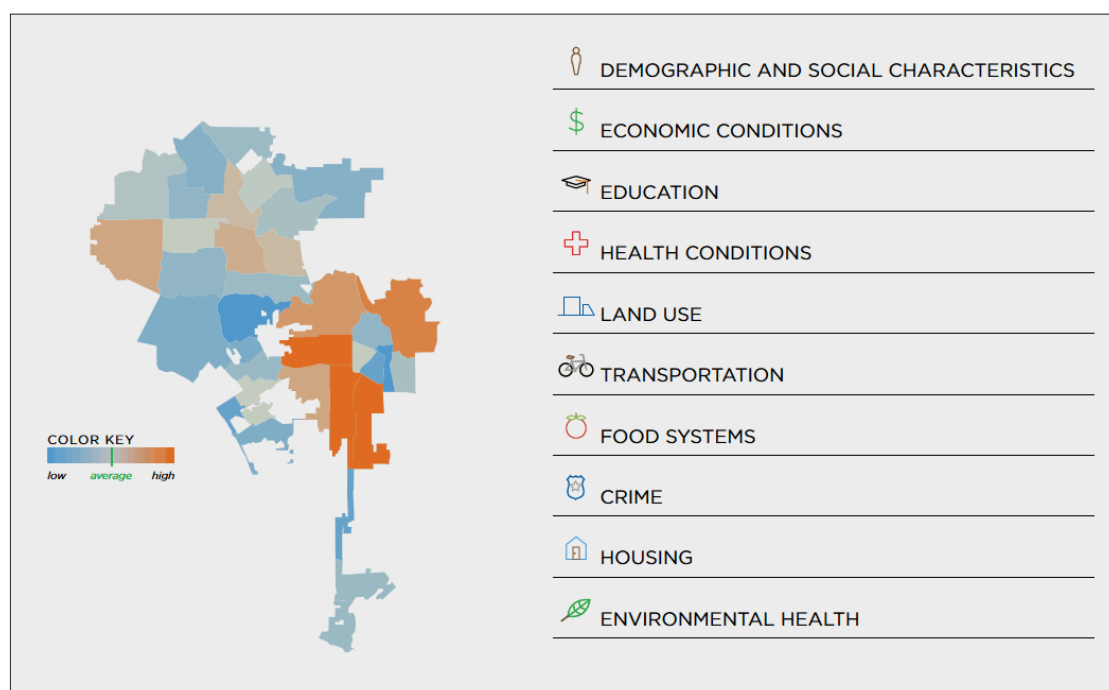 DEMOGRAPHIC AND SOCIAL CHARACTERISTICS
ECONOMIC CONDITIONS
EDUCATION
HEALTH CONDITIONS
LAND USE
TRANSPORTATION
FOOD SYSTEMS
CRIME
HOUSING
ENVIRONMENTAL HEALTH
COLOR KEY
low average high